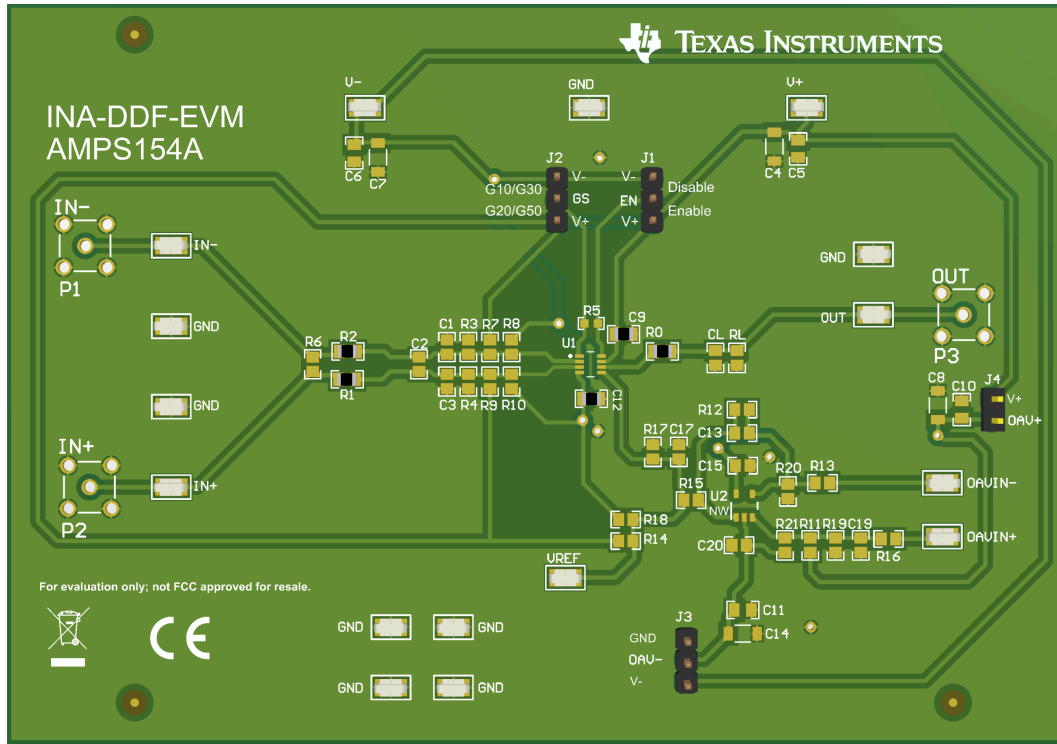 TEXAS INSTRUMENTS
V-
GND
V+
INA-DDF-EVM
AMPS154A
C6
C7
C4
C5
J2
J1
V-
V-
G10/G30
GS
EN
Disable
G20/G50
V+
V+
Enable
IN-
IN-
P1
GND
GND
OUT
OUT
P3
R5
C9
U1
R0
CL
RL
R6
R2
R1
C2
C1
R3
R7
R8
C3
R4
R9
R10
C12
GND
C8
C10
J4
V+
OAV+
R12
C13
C15
R17
C17
R15
U2
NW
R20
R13
OAVIN-
IN+
IN+
P2
R18
R14
C20
R21
R11
R19
C19
R16
OAVIN+
VREF
For evaluation only; not FCC approved for resale.
CE
C11
C14
J3
GND
OAV-
V-
GND
GND
GND
GND